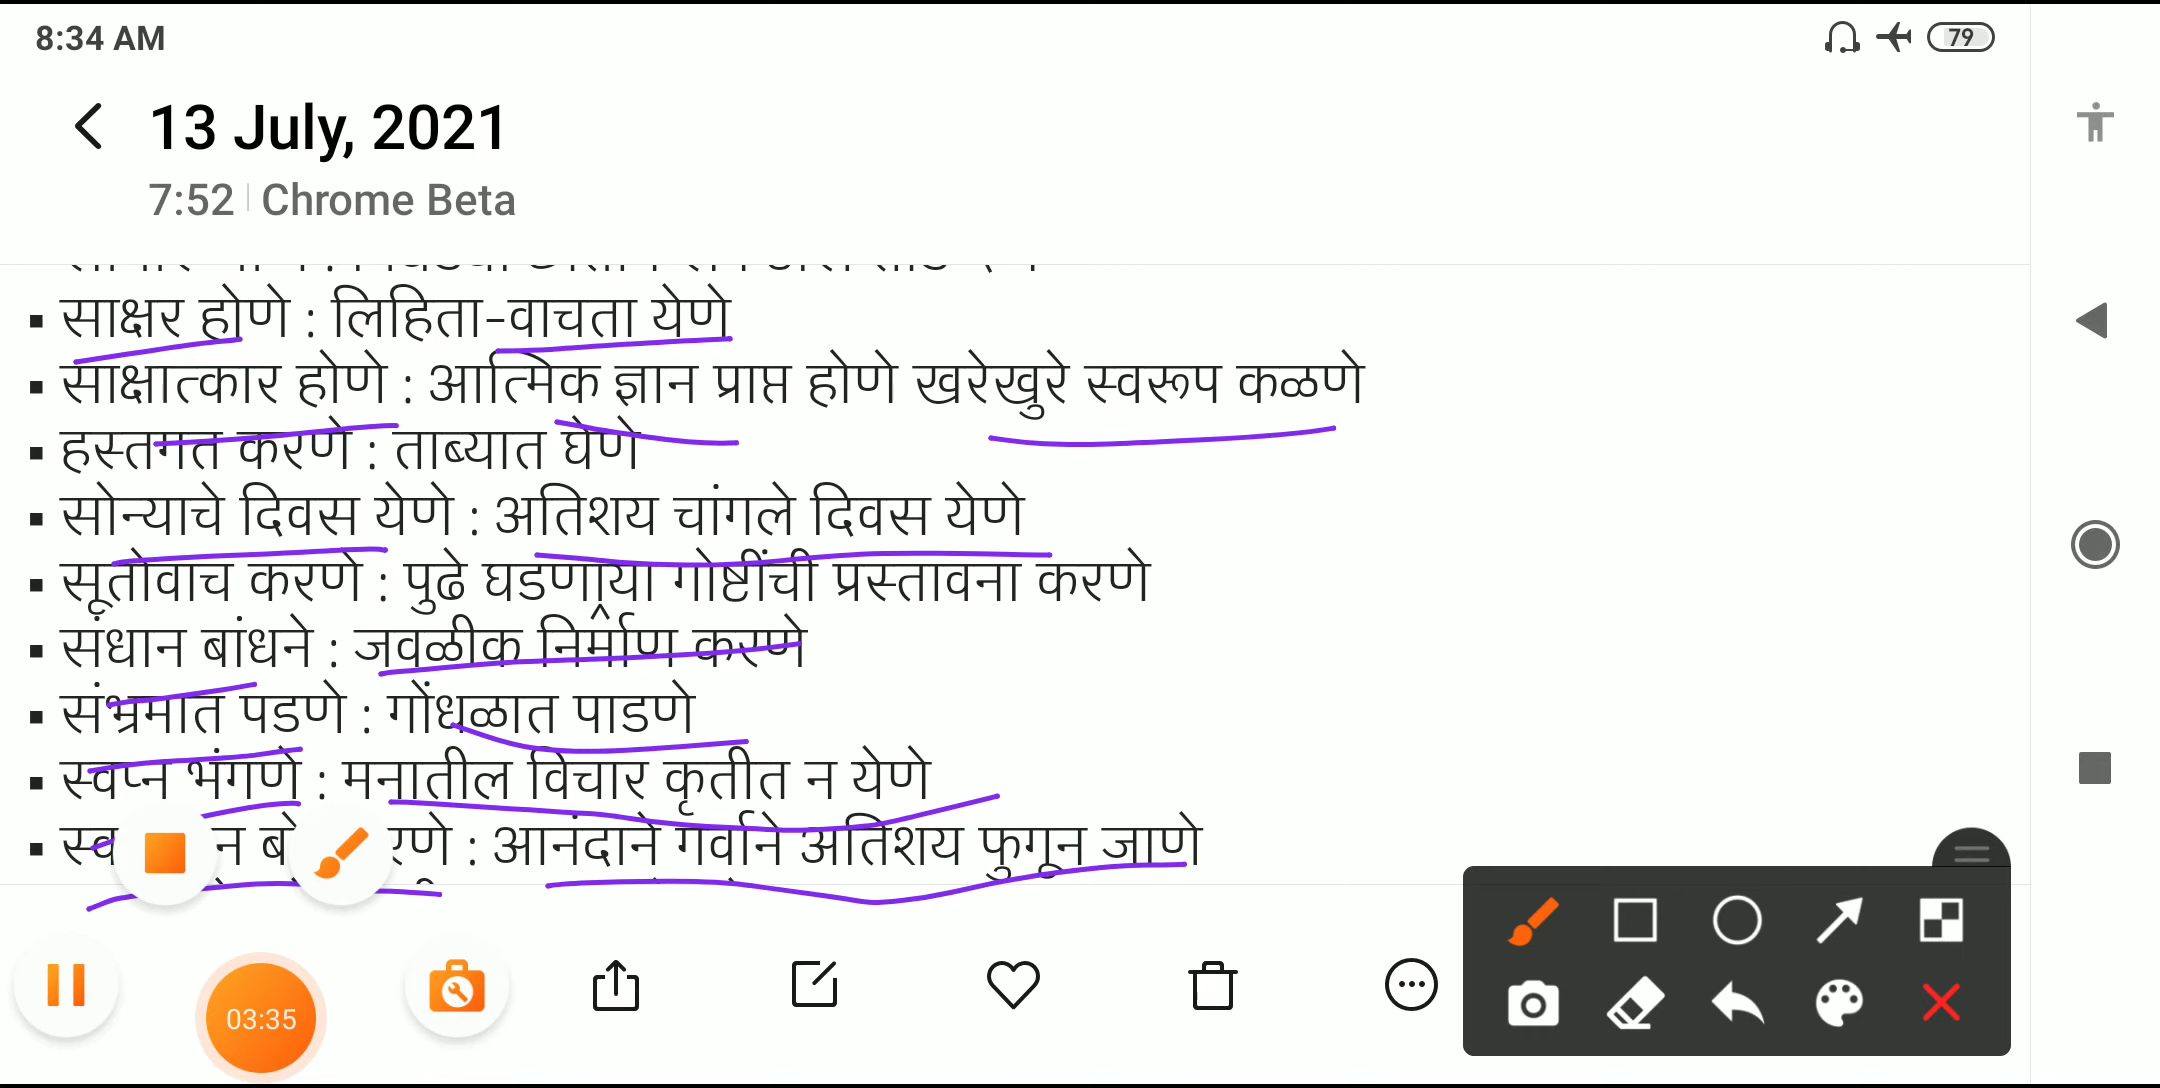 8:34 AM
79
13 July, 2021
7:52 | Chrome Beta
▪ साक्षर होणे : लिहिता-वाचता येणे
▪ साक्षात्कार होणे : आत्मिक ज्ञान प्राप्त होणे खरेखुरे स्वरूप कळणे
▪ हस्तगत करणे : ताब्यात घेणे
▪ सोन्याचे दिवस येणे : अतिशय चांगले दिवस येणे
▪ सूतोवाच करणे : पुढे घडणाया गोष्टींची प्रस्तावना करणे
▪ संधान बांधने : जवळीक निर्माण करणे
▪ संभ्रमात पडणे : गोंधळात पाडणे
▪ स्वप्न भंगणे : मनातील विचार कृतीत न येणे
: आनंदाने गर्वाने अतिशय फुगून जाणे
03:35